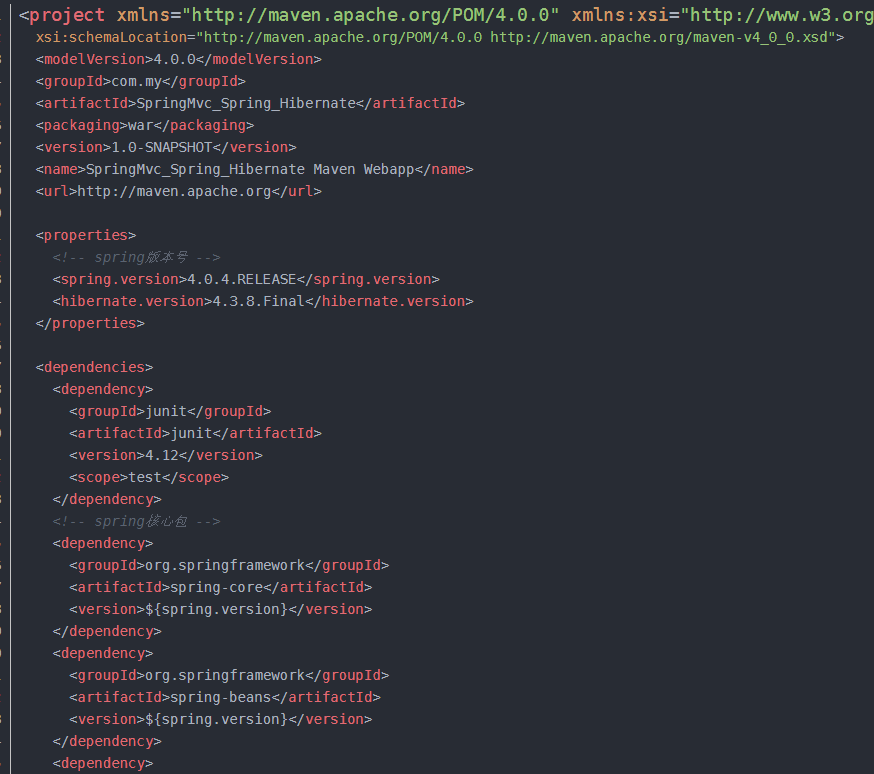 <project xmlns="http://maven.apache.org/POM/4.0.0" xmlns:xsi="http://www.w3.org
xsi:schemaLocation="http://maven.apache.org/POM/4.0.0 http://maven.apache.org/maven-v4_0_0.xsd">
<modelVersion>4.0.0</modelVersion>
<groupId>com.my</groupId>
<artifactId>SpringMvc_Spring_Hibernate</artifactId>
<packaging>war</packaging>
<version>1.0-SNAPSHOT</version>
<name>SpringMvc_Spring_Hibernate Maven Webapp</name>
<url>http://maven.apache.org</url>
<properties>
<!-- spring版本号 -->
<spring.version>4.0.4.RELEASE</spring.version>
<hibernate.version>4.3.8.Final</hibernate.version>
</properties>
<dependencies>
<dependency>
<groupId>junit</groupId>
<artifactId>junit</artifactId>
<version>4.12</version>
<scope>test</scope>
</dependency>
<!-- spring核心包 -->
<dependency>
<groupId>org.springframework</groupId>
<artifactId>spring-core</artifactId>
<version>${spring.version}</version>
</dependency>
<dependency>
<groupId>org.springframework</groupId>
<artifactId>spring-beans</artifactId>
<version>${spring.version}</version>
</dependency>
<dependency>